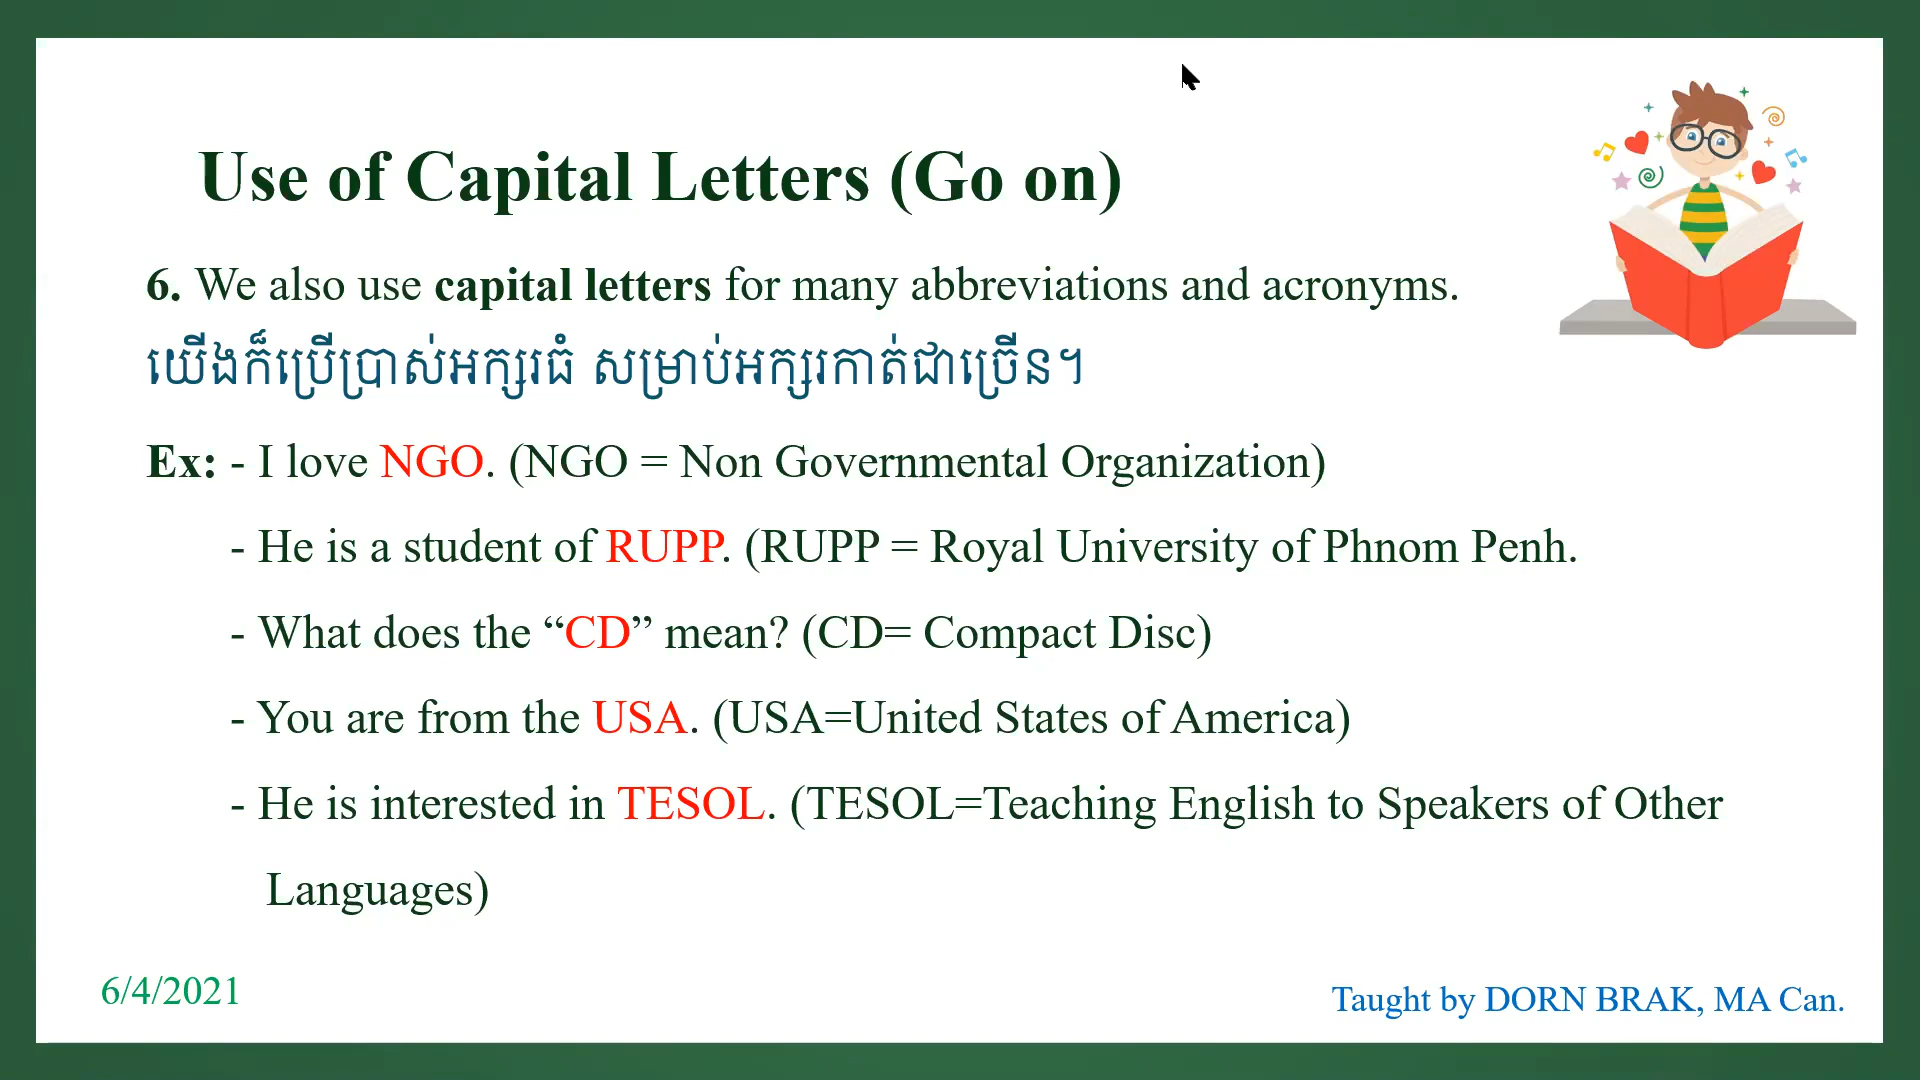 Use of Capital Letters (Go on)
6. We also use capital letters for many abbreviations and acronyms.
យើងក៏ប្រើប្រាស់អក្សរធំ សម្រាប់អក្សរកាត់ជាច្រើន។
Ex: - I love NGO. (NGO = Non Governmental Organization)
- He is a student of RUPP. (RUPP = Royal University of Phnom Penh.
- What does the “CD” mean? (CD= Compact Disc)
- You are from the USA. (USA=United States of America)
- He is interested in TESOL. (TESOL=Teaching English to Speakers of Other
Languages)
6/4/2021
Taught by DORN BRAK, MA Can.